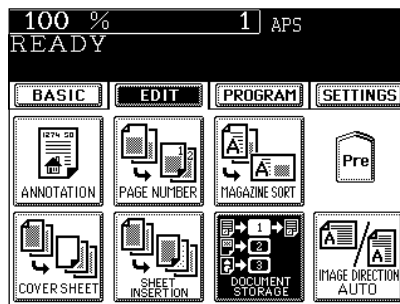 100 % 1 APS
READY
BASIC EDIT PROGRAM SETTINGS
1274 50
ANNOTATION
1 2
PAGE NUMBER
A A
MAGAZINE SORT
Pre
COVER SHEET
SHEET
INSERTION
1
2
3
DOCUMENT
STORAGE
A A
IMAGE DIRECTION
AUTO